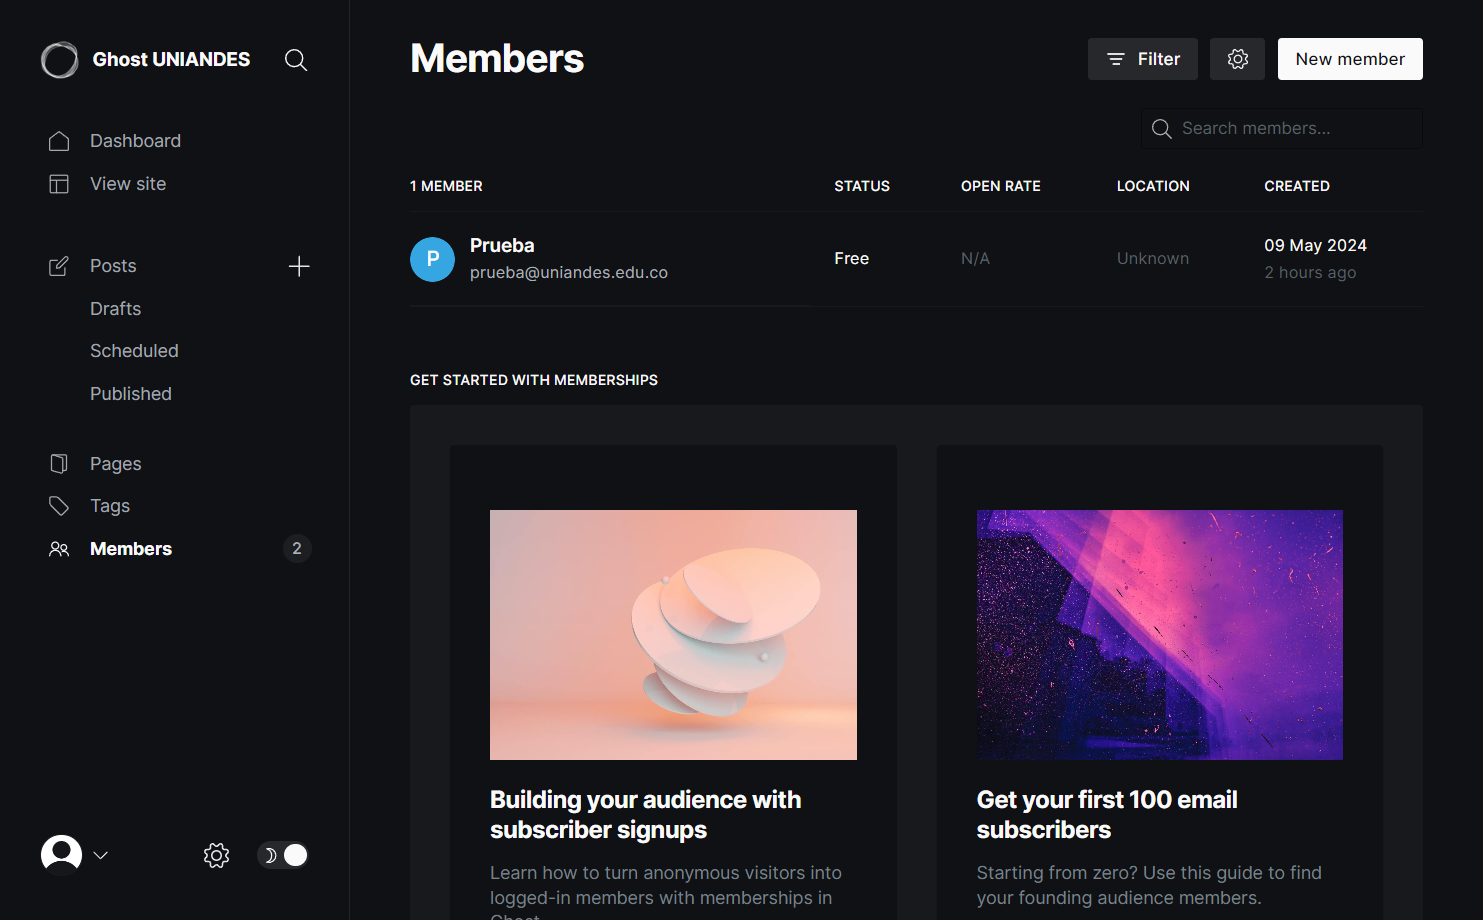 Ghost UNIANDES
Dashboard
View site
Posts
Drafts
Scheduled
Published
Pages
Tags
Members 2
Members
Filter
New member
Search members...
1 MEMBER STATUS OPEN RATE LOCATION CREATED
P
Prueba
prueba@uniandes.edu.co
Free
N/A
Unknown
09 May 2024
2 hours ago
GET STARTED WITH MEMBERSHIPS
Building your audience with
subscriber signups
Learn how to turn anonymous visitors into
logged-in members with memberships in
Ghost.
Get your first 100 email
subscribers
Starting from zero? Use this guide to find
your founding audience members.